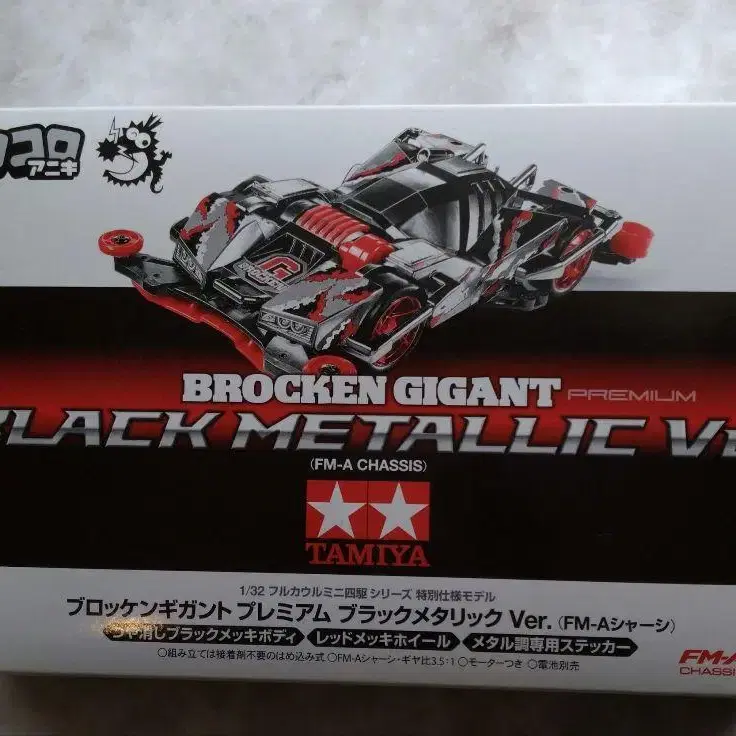 コロ
アニキ
G
BROCKEN GIGANT PREMIUM
BLACK METALLIC Ve
(FM-A CHASSIS)
TAMIYA
1/32 フルカウルミニ四駆 シリーズ 特別仕様モデル
ブロッケンギガント プレミアム ブラックメタリック Ver. (FM-Aシャーシ)
つや消しブラックメッキボディ レッドメッキホイール メタル調専用ステッカー
○組み立ては接着剤不要のはめ込み式 ○FM-Aシャーシ・ギヤ比3.5:1 ○モーターつき ○電池別売
FM-A
CHASSIS